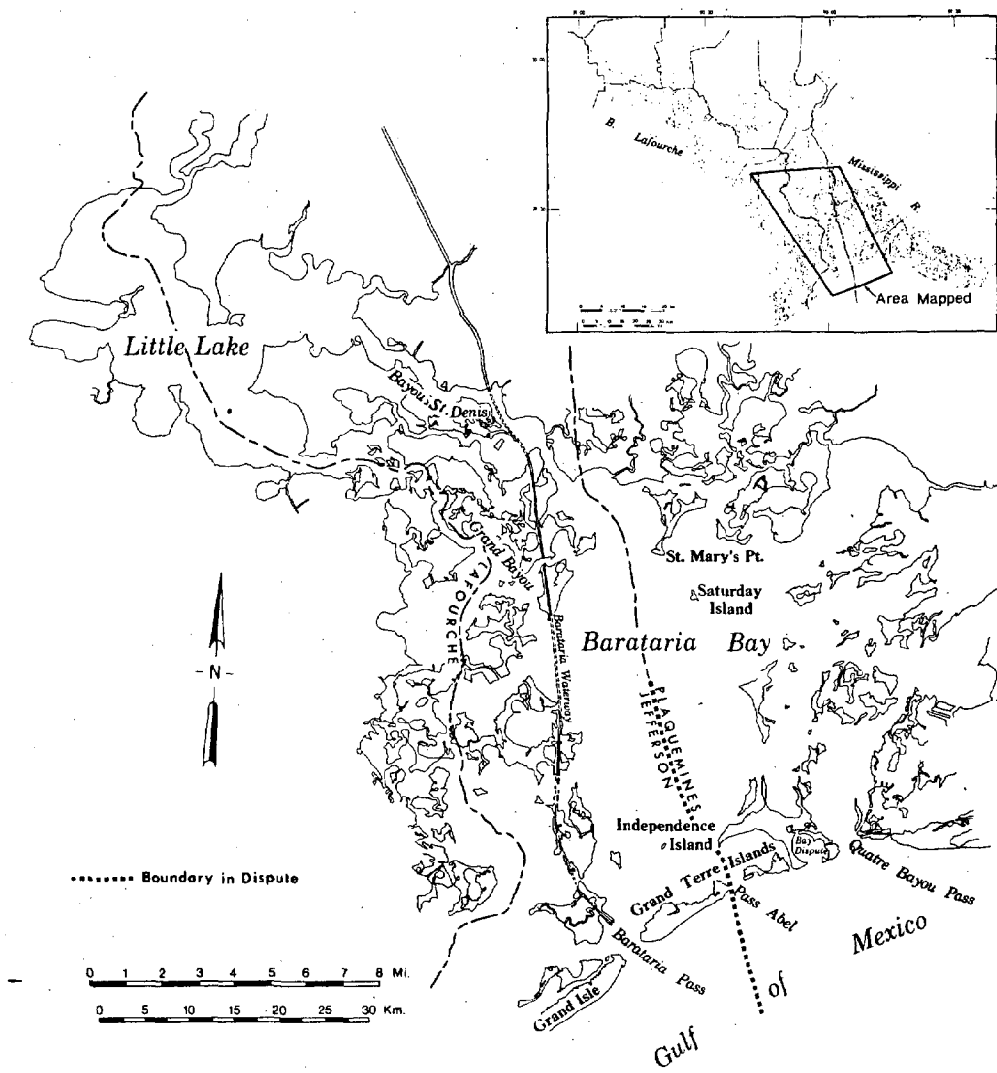 B. Lafourche
Mississippi R.
Area Mapped
Little Lake
Bayou St. Denis
Grand Bayou
LAFOURCHE
St. Mary's Pt.
Saturday
Island
Barataria Bay
Barataria Waterway
PLAQUEMINES
JEFFERSON
Independence
Island
Bay
Dispute
Grand Terre Islands
Quatre Bayou Pass
Pass Abel
Barataria Pass
Grand Isle
Gulf of Mexico
-N-
Boundary in Dispute
0 1 2 3 4 5 6 7 8 Mi.
0 5 10 15 20 25 30 Km.